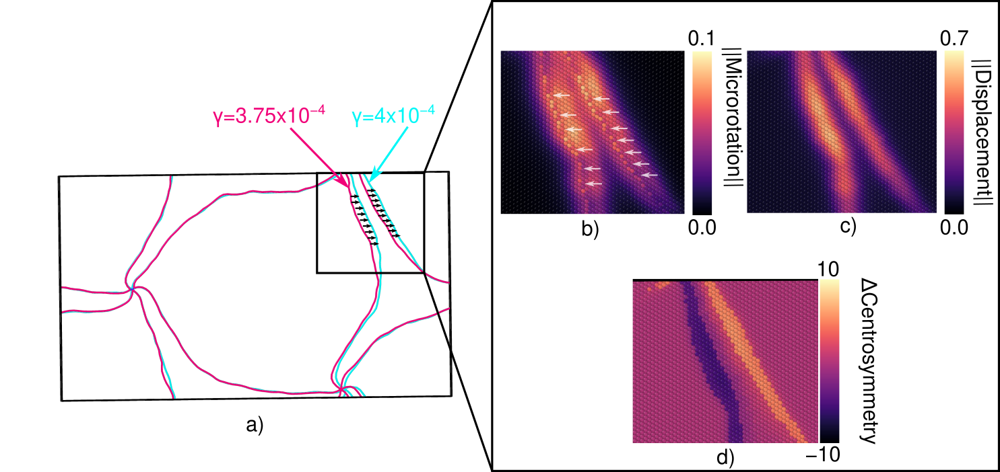 γ=3.75x10⁻⁴
γ=4x10⁻⁴
a)
0.1
||Microrotation||
0.0
b)
0.7
||Displacement||
0.0
c)
10
ΔCentrosymmetry
−10
d)